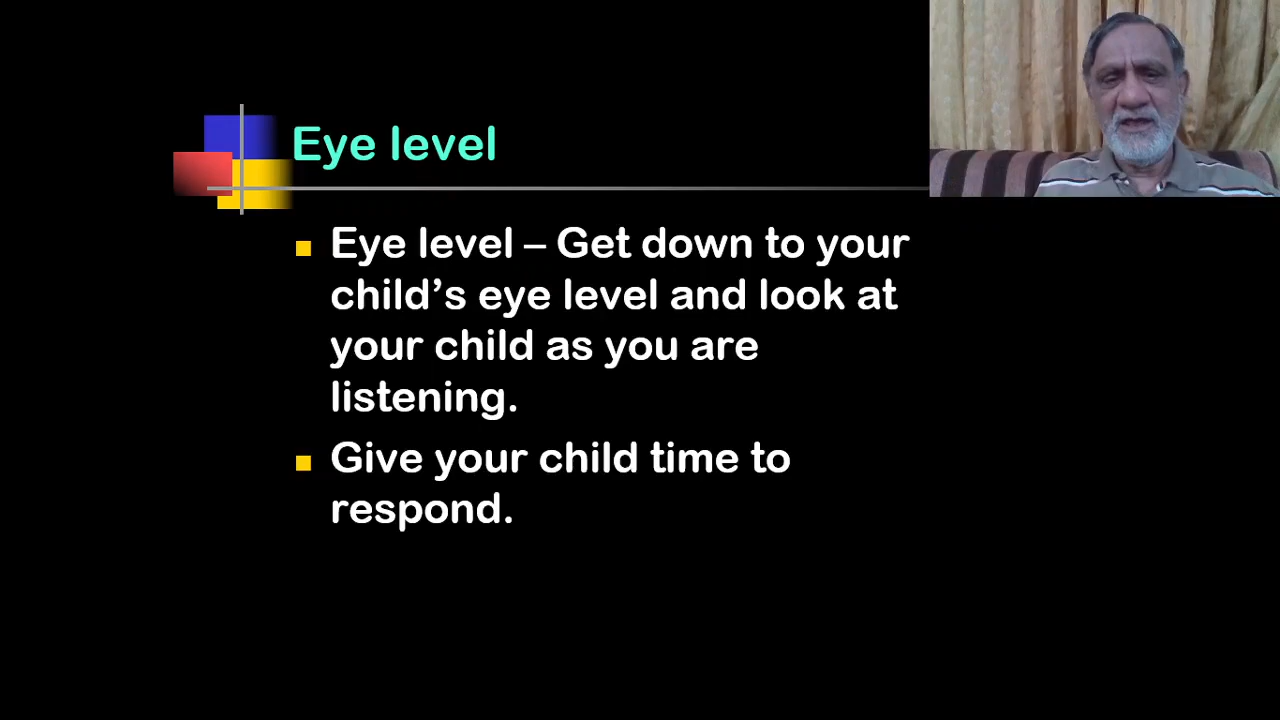 Eye level
Eye level – Get down to your
child’s eye level and look at
your child as you are
listening.
Give your child time to
respond.